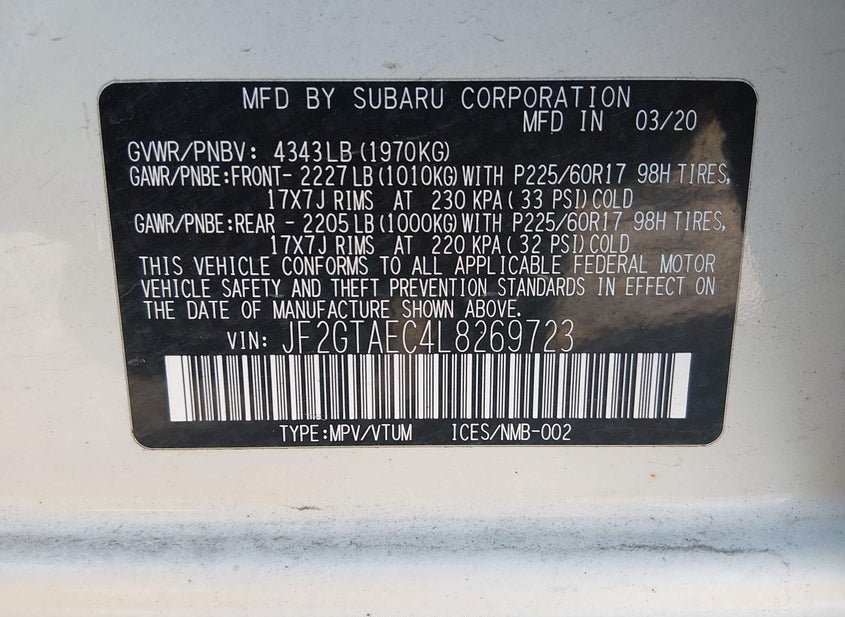 MFD BY SUBARU CORPORATION
MFD IN 03/20
GVWR/PNBV: 4343LB (1970KG)
GAWR/PNBE:FRONT- 2227LB (1010KG) WITH P225/60R17 98H TIRES,
17X7J RIMS AT 230 KPA ( 33 PSI) COLD
GAWR/PNBE:REAR - 2205LB (1000KG) WITH P225/60R17 98H TIRES,
17X7J RIMS AT 220 KPA ( 32 PSI) COLD
THIS VEHICLE CONFORMS TO ALL APPLICABLE FEDERAL MOTOR
VEHICLE SAFETY AND THEFT PREVENTION STANDARDS IN EFFECT ON
THE DATE OF MANUFACTURE SHOWN ABOVE.
VIN: JF2GTAEC4L8269723
TYPE:MPV/VTUM ICES/NMB-002